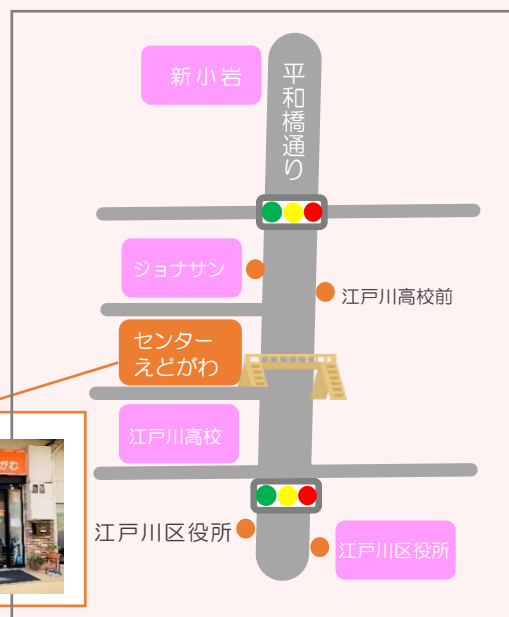 新小岩
平和橋通り
ジョナサン
江戸川高校前
センター
えどがわ
江戸川高校
がわ
江戸川区役所
江戸川区役所